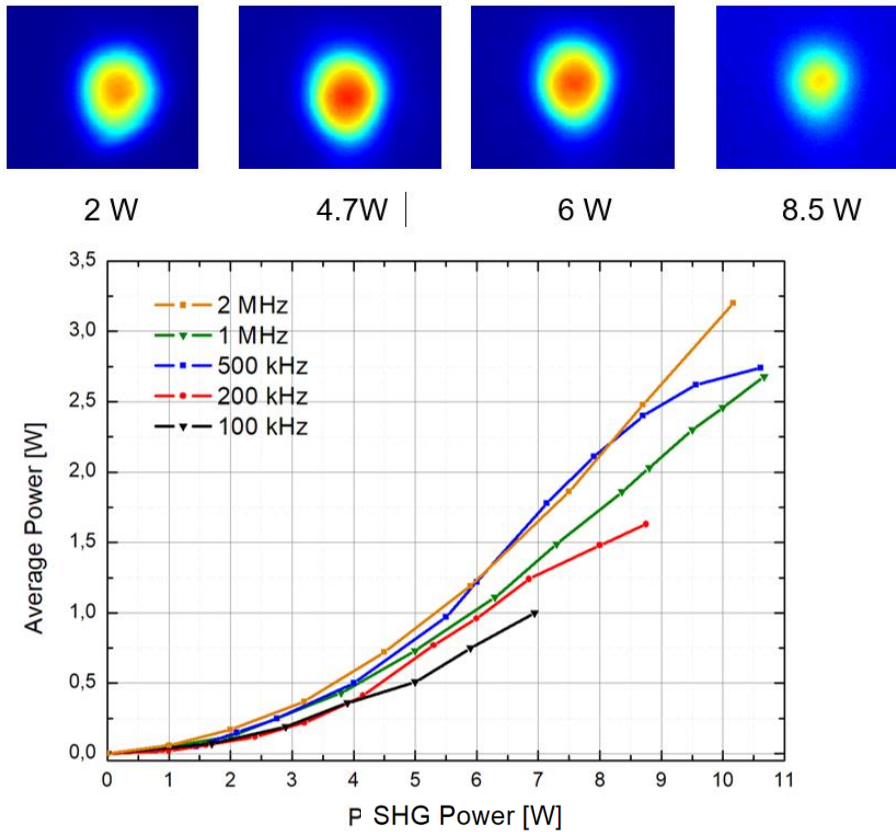 2 W 4.7W 6 W 8.5 W
3,5
2 MHz
1 MHz
500 kHz
200 kHz
100 kHz
3,0
2,5
2,0
1,5
1,0
0,5
0,0
Average Power [W]
0 1 2 3 4 5 6 7 8 9 10 11
P SHG Power [W]